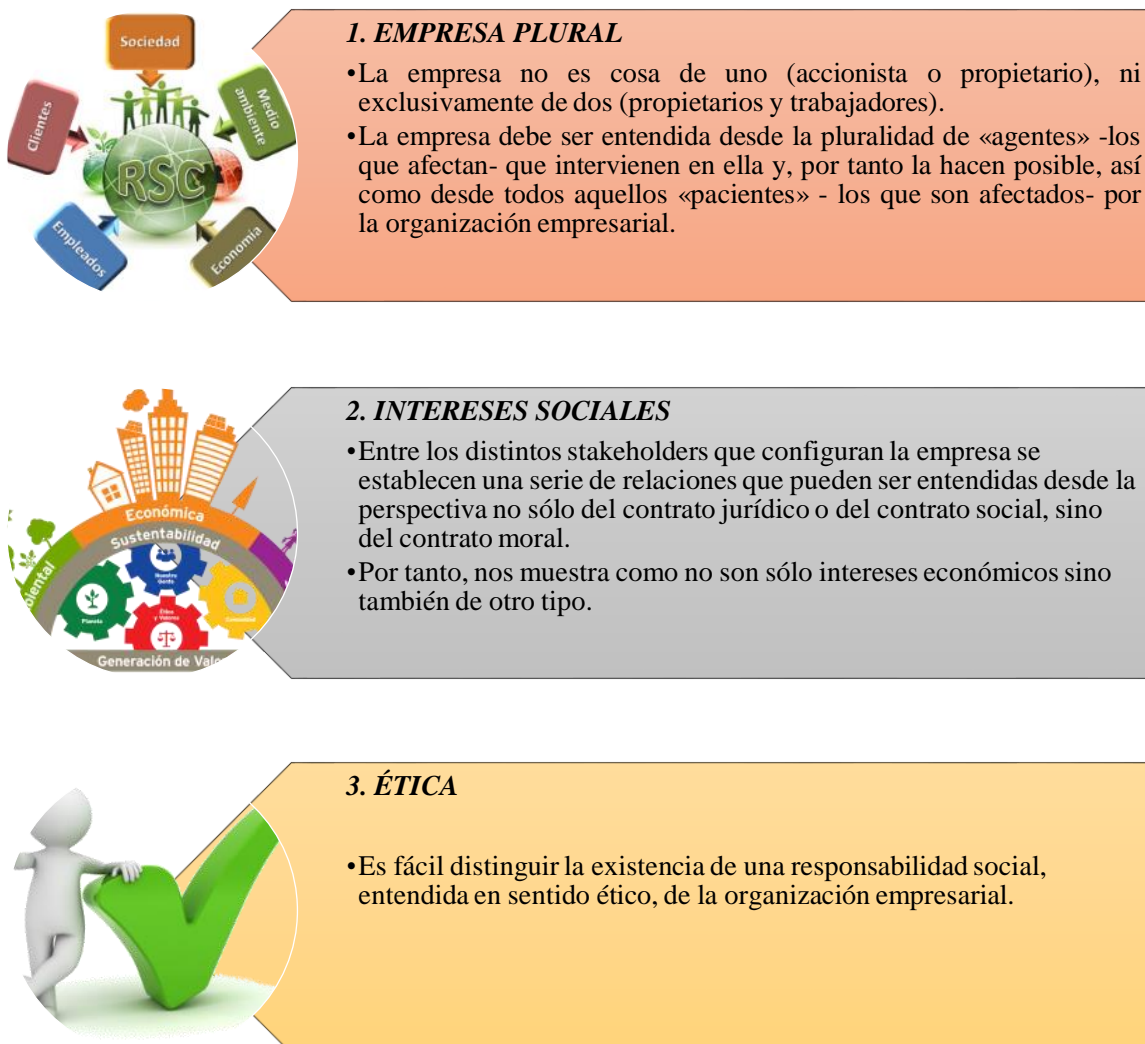 Sociedad
Clientes
Medio
ambiente
RSC
Empleados
Economía
1. EMPRESA PLURAL
•La empresa no es cosa de uno (accionista o propietario), ni
exclusivamente de dos (propietarios y trabajadores).
•La empresa debe ser entendida desde la pluralidad de «agentes» -los
que afectan- que intervienen en ella y, por tanto la hacen posible, así
como desde todos aquellos «pacientes» - los que son afectados- por
la organización empresarial.
Económica
Sustentabilidad
biental
Nuestra
Gente
Planeta
Ética
y Valores
Comunidad
Generación de Valo
2. INTERESES SOCIALES
•Entre los distintos stakeholders que configuran la empresa se
establecen una serie de relaciones que pueden ser entendidas desde la
perspectiva no sólo del contrato jurídico o del contrato social, sino
del contrato moral.
•Por tanto, nos muestra como no son sólo intereses económicos sino
también de otro tipo.
3. ÉTICA
•Es fácil distinguir la existencia de una responsabilidad social,
entendida en sentido ético, de la organización empresarial.